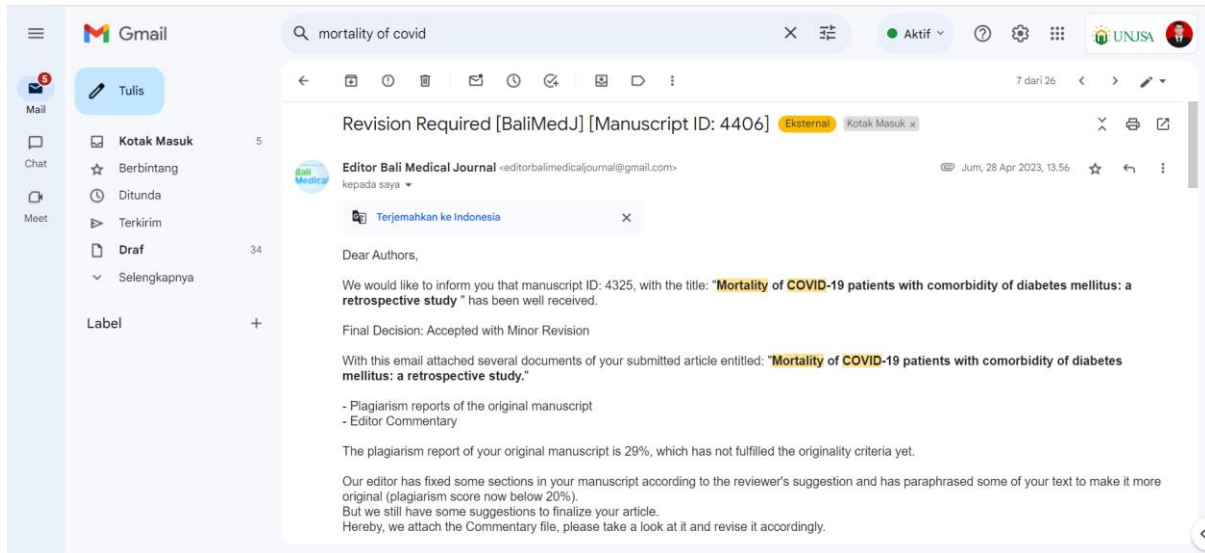 Gmail
mortality of covid
Aktif
UNJSA
5
Mail
Chat
Meet
Tulis
Kotak Masuk 5
Berbintang
Ditunda
Terkirim
Draf 34
Selengkapnya
Label +
7 dari 26
Revision Required [BaliMedJ] [Manuscript ID: 4406] Eksternal Kotak Masuk x
Bali
Medical
Editor Bali Medical Journal <editorbalimedicaljournal@gmail.com> Jum, 28 Apr 2023, 13.56
kepada saya
Terjemahkan ke Indonesia
Dear Authors,
We would like to inform you that manuscript ID: 4325, with the title: "Mortality of COVID-19 patients with comorbidity of diabetes mellitus: a
retrospective study " has been well received.
Final Decision: Accepted with Minor Revision
With this email attached several documents of your submitted article entitled: "Mortality of COVID-19 patients with comorbidity of diabetes
mellitus: a retrospective study."
- Plagiarism reports of the original manuscript
- Editor Commentary
The plagiarism report of your original manuscript is 29%, which has not fulfilled the originality criteria yet.
Our editor has fixed some sections in your manuscript according to the reviewer's suggestion and has paraphrased some of your text to make it more
original (plagiarism score now below 20%).
But we still have some suggestions to finalize your article.
Hereby, we attach the Commentary file, please take a look at it and revise it accordingly.